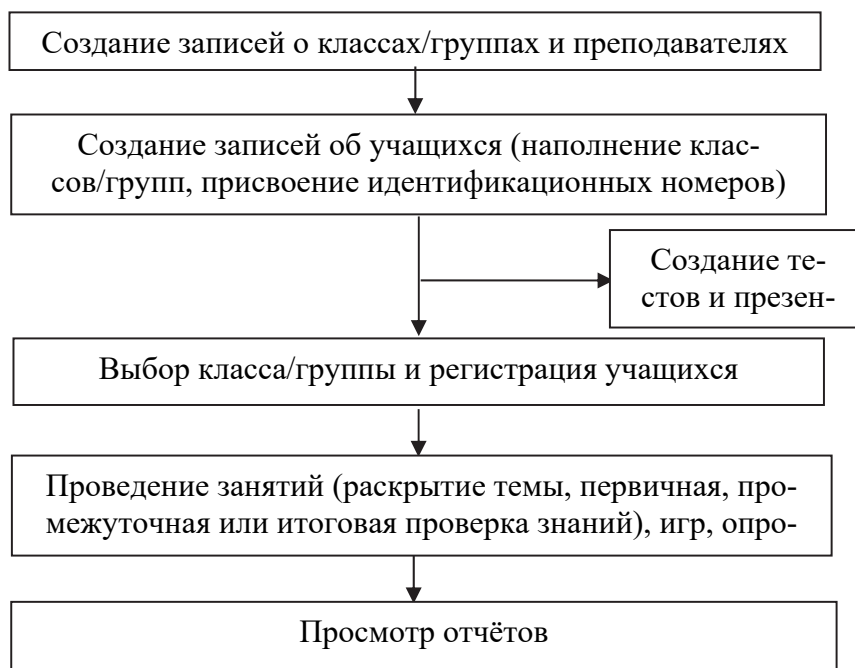 Создание записей о классах/группах и преподавателях
Создание записей об учащихся (наполнение клас-
сов/групп, присвоение идентификационных номеров)
Создание те-
стов и презен-
Выбор класса/группы и регистрация учащихся
Проведение занятий (раскрытие темы, первичная, про-
межуточная или итоговая проверка знаний), игр, опро-
Просмотр отчётов